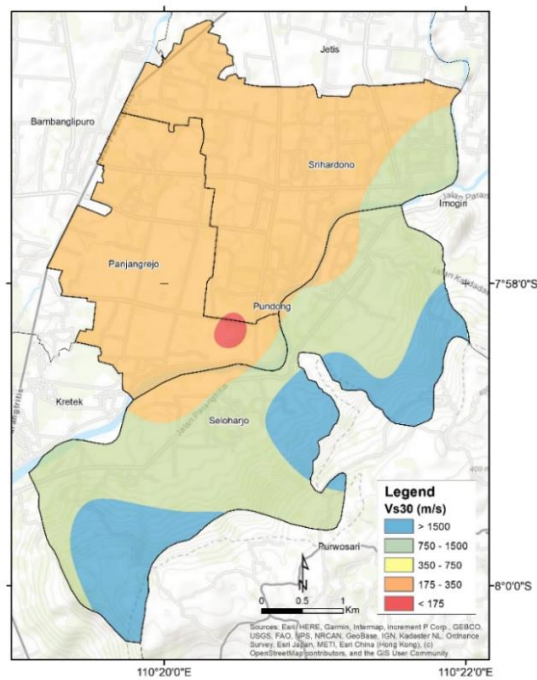 Jetis
Bambanglipuro
Srihardono
Imogiri
Panjangrejo
7°58'0"S
Pundong
Kretek
Jalan Parangtritis
Seloharjo
Legend
Vs30 (m/s)
> 1500
750 - 1500
350 - 750
175 - 350
< 175
Purwosari
N
8°0'0"S
0 0.5 1
Km
Sources: Esri, HERE, Garmin, Intermap, increment P Corp., GEBCO,
USGS, FAO, NPS, NRCAN, GeoBase, IGN, Kadaster NL, Ordnance
Survey, Esri Japan, METI, Esri China (Hong Kong), (c)
OpenStreetMap contributors, and the GIS User Community
110°20'0"E
110°22'0"E